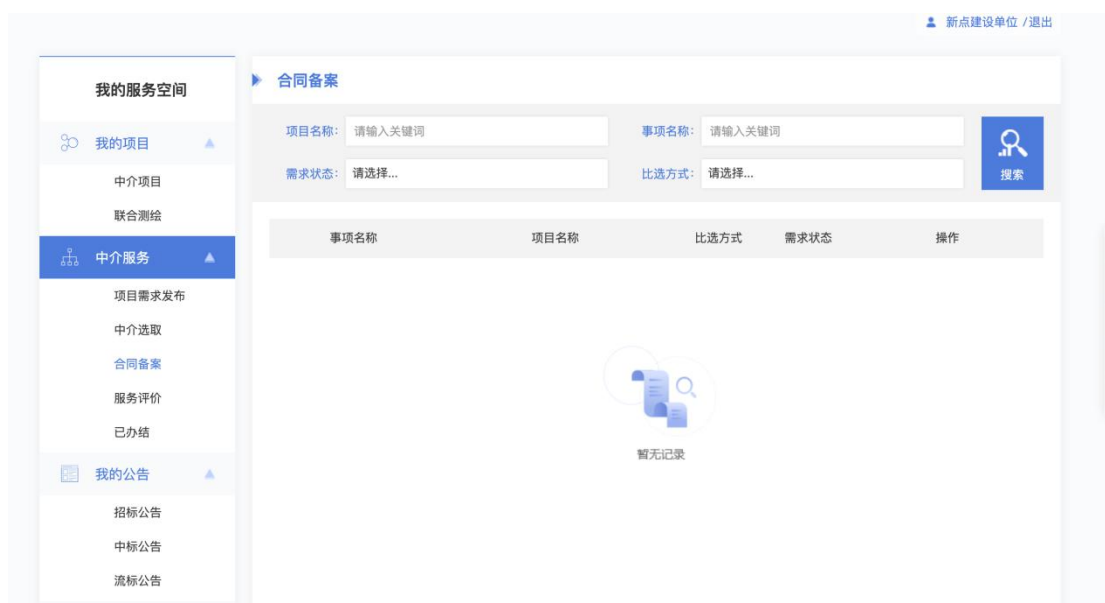 新点建设单位 /退出
我的服务空间
我的项目
中介项目
联合测绘
中介服务
项目需求发布
中介选取
合同备案
服务评价
已办结
我的公告
招标公告
中标公告
流标公告
合同备案
项目名称： 请输入关键词 事项名称： 请输入关键词
需求状态： 请选择... 比选方式： 请选择...
搜索
事项名称 项目名称 比选方式 需求状态 操作
暂无记录